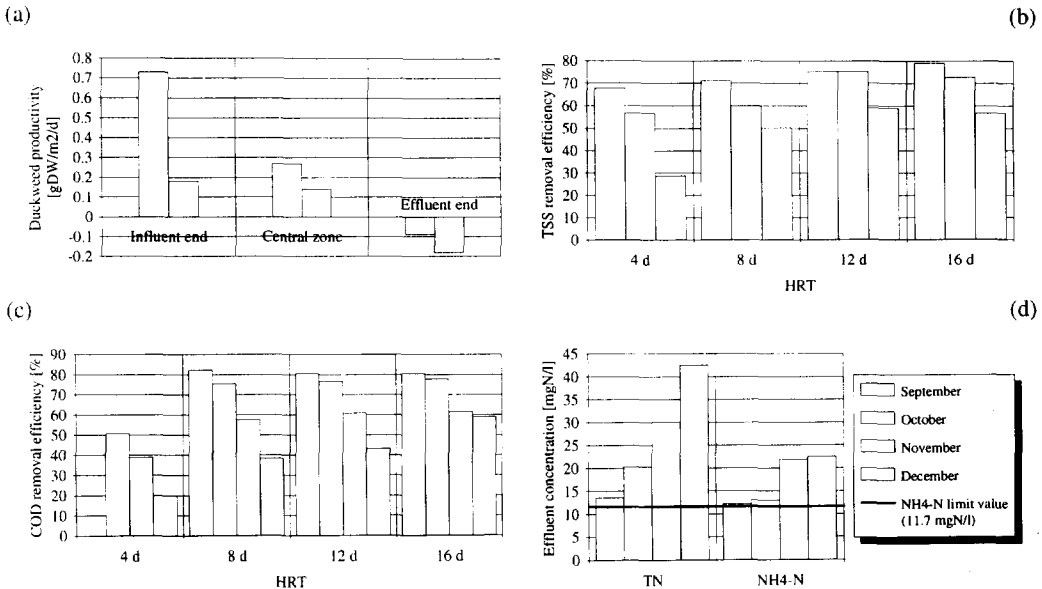 (a)
Duckweed productivity
[gDW/m2/d]
0.8
0.7
0.6
0.5
0.4
0.3
0.2
0.1
0
-0.1
-0.2
Influent end
Central zone
Effluent end
(b)
TSS removal efficiency [%]
80
70
60
50
40
30
20
10
0
4 d
8 d
12 d
16 d
HRT
(c)
COD removal efficiency [%]
90
80
70
60
50
40
30
20
10
0
4 d
8 d
12 d
16 d
HRT
(d)
Effluent concentration [mgN/l]
45
40
35
30
25
20
15
10
5
0
TN
NH4-N
September
October
November
December
NH4-N limit value
(11.7 mgN/l)